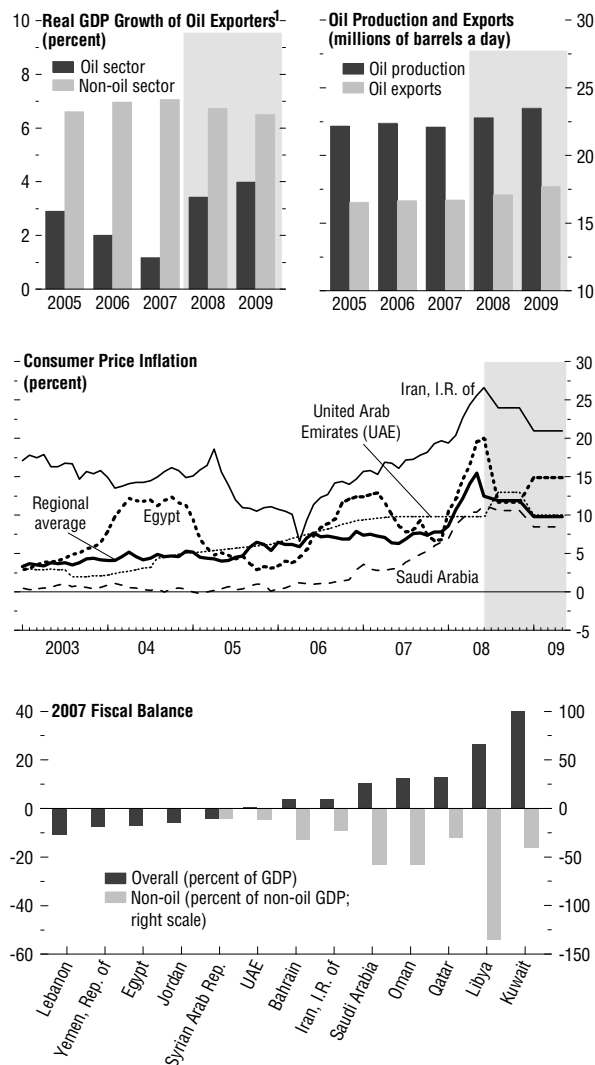 Real GDP Growth of Oil Exporters¹
(percent)
Oil sector
Non-oil sector
10
8
6
4
2
0
2005 2006 2007 2008 2009
Oil Production and Exports
(millions of barrels a day)
Oil production
Oil exports
30
25
20
15
10
2005 2006 2007 2008 2009
Consumer Price Inflation
(percent)
Iran, I.R. of
United Arab
Emirates (UAE)
Regional
average
Egypt
Saudi Arabia
30
25
20
15
10
5
0
-5
2003 04 05 06 07 08 09
2007 Fiscal Balance
40
20
0
-20
-40
-60
100
50
0
-50
-100
-150
Overall (percent of GDP)
Non-oil (percent of non-oil GDP;
right scale)
Lebanon
Yemen, Rep. of
Egypt
Jordan
Syrian Arab Rep.
UAE
Bahrain
Iran, I.R. of
Saudi Arabia
Oman
Qatar
Libya
Kuwait